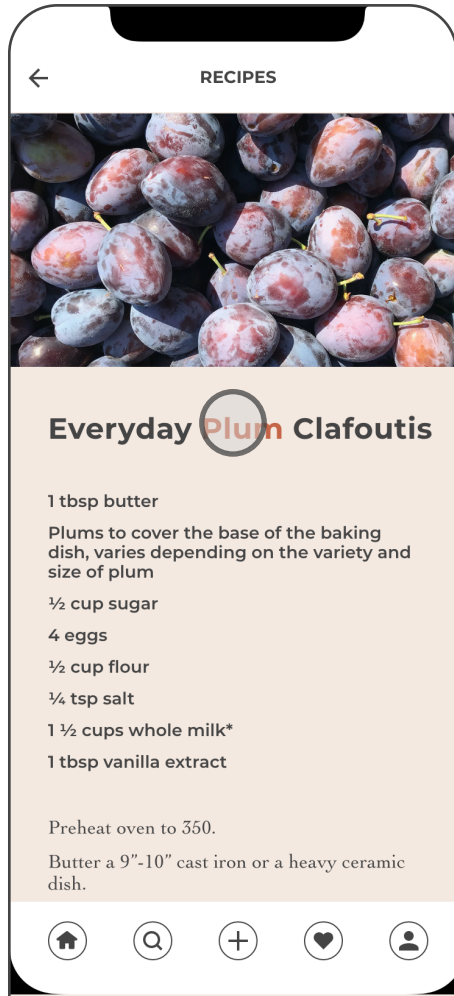 RECIPES
Everyday Plum Clafoutis
1 tbsp butter
Plums to cover the base of the baking
dish, varies depending on the variety and
size of plum
½ cup sugar
4 eggs
½ cup flour
¼ tsp salt
1 ½ cups whole milk*
1 tbsp vanilla extract
Preheat oven to 350.
Butter a 9"-10" cast iron or a heavy ceramic
dish.